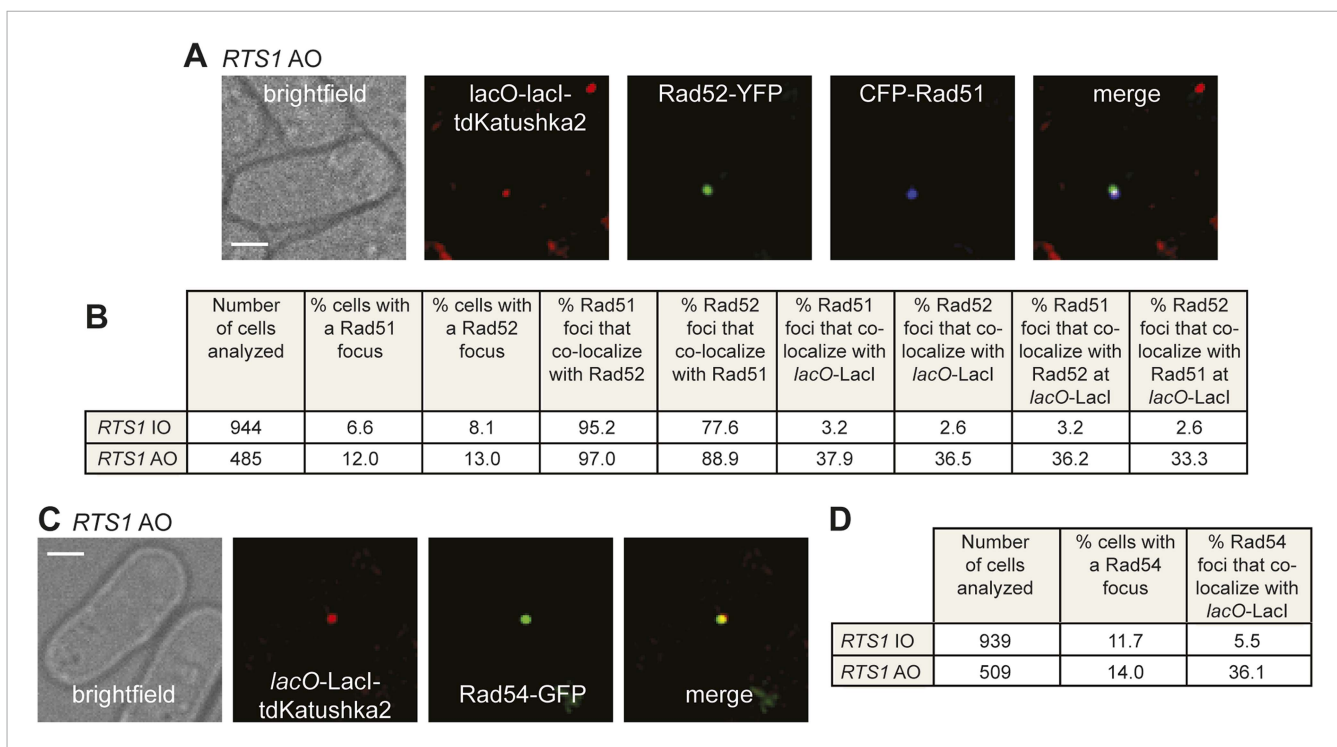 A RTS1 AO
brightfield
lacO-lacI-
tdKatushka2
Rad52-YFP
CFP-Rad51
merge
B
Number
of cells
analyzed
% cells with
a Rad51
focus
% cells with
a Rad52
focus
% Rad51
foci that
co-localize
with Rad52
% Rad52
foci that
co-localize
with Rad51
% Rad51
foci that co-
localize with
lacO-LacI
% Rad52
foci that co-
localize with
lacO-LacI
% Rad51
foci that co-
localize with
Rad52 at
lacO-LacI
% Rad52
foci that co-
localize with
Rad51 at
lacO-LacI
RTS1 IO 944 6.6 8.1 95.2 77.6 3.2 2.6 3.2 2.6
RTS1 AO 485 12.0 13.0 97.0 88.9 37.9 36.5 36.2 33.3
C RTS1 AO
brightfield
lacO-LacI-
tdKatushka2
Rad54-GFP
merge
D
Number
of cells
analyzed
% cells with
a Rad54
focus
% Rad54
foci that co-
localize with
lacO-LacI
RTS1 IO 939 11.7 5.5
RTS1 AO 509 14.0 36.1